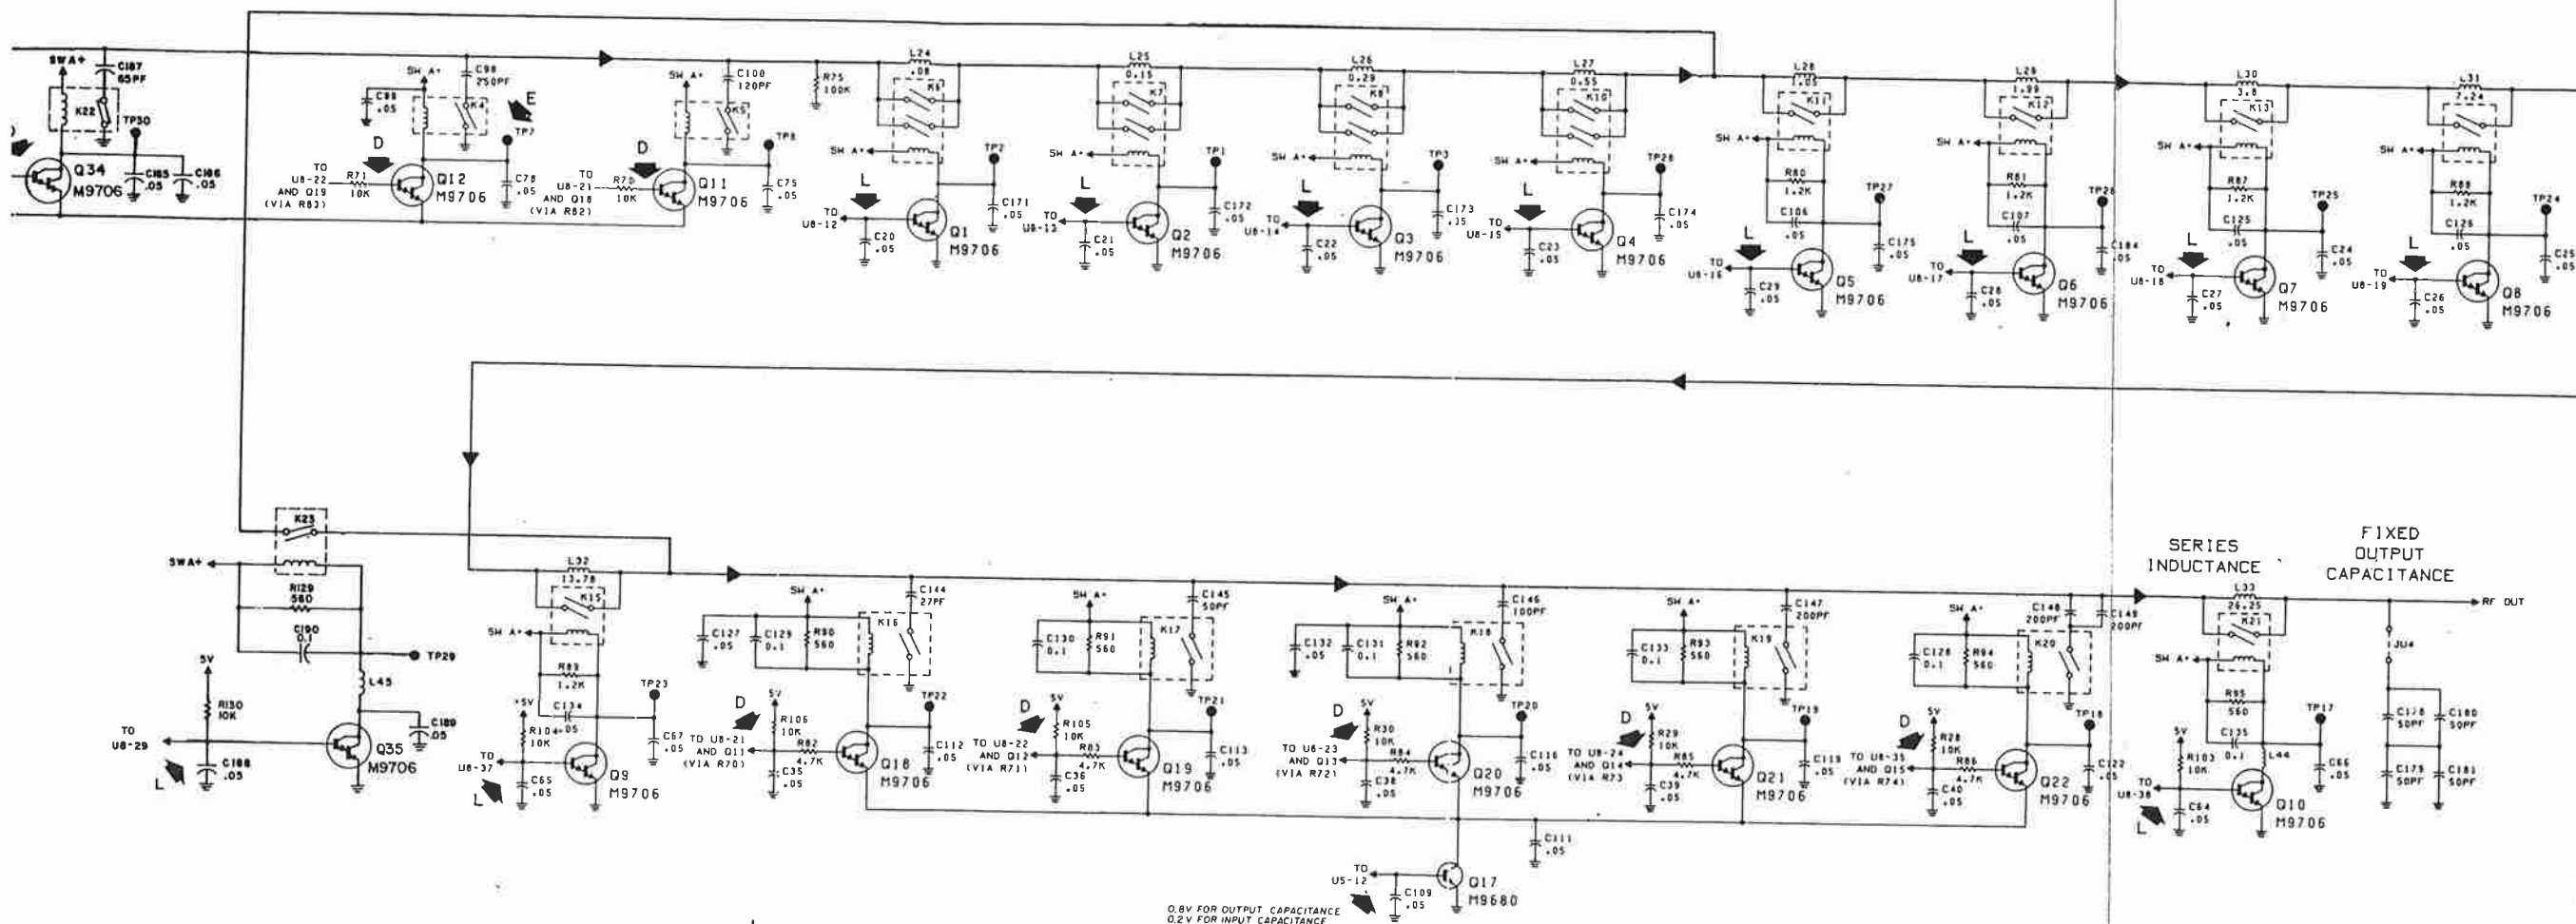 SWA+
C187
65PF
K22
TP30
Q34
M9706
C185
.05
C186
.05
SW A+
C98
250PF
C99
.05
K4
E
TP7
D
TO
U8-22
AND Q19
(VIA R83)
R71
10K
Q12
M9706
C78
.05
SW A+
C100
120PF
K5
TP8
D
TO
U8-21
AND Q18
(VIA R82)
R70
10K
Q11
M9706
C75
.05
R75
100K
L24
.08
K6
SW A+
TP2
L
TO
U8-12
C20
.05
Q1
M9706
C171
.05
L25
0.15
K7
SW A+
TP1
L
TO
U8-13
C21
.05
Q2
M9706
C172
.05
L26
0.29
K8
SW A+
TP3
L
TO
U8-14
C22
.05
Q3
M9706
C173
L27
0.55
K10
SW A+
TP28
L
TO
U8-15
C23
.05
Q4
M9706
C174
.05
L28
1.05
K11
SW A+
R80
1.2K
C106
.05
TP27
L
TO
U8-16
C29
.05
Q5
M9706
C175
.05
L29
1.99
K12
SW A+
R81
1.2K
C107
.05
TP26
L
TO
U8-17
C28
.05
Q6
M9706
C184
.05
L30
3.8
K13
SW A+
R87
1.2K
C125
.05
TP25
L
TO
U8-18
C27
.05
Q7
M9706
C24
.05
L31
7.24
SW A+
R88
1.2K
C126
.05
TP24
L
TO
U8-19
C26
.05
Q8
M9706
C25
.05
K23
SWA+
R129
560
C190
0.1
TP29
5V
L45
R130
10K
TO
U8-29
C188
.05
L
Q35
M9706
C189
.05
L32
13.78
K15
SW A+
R89
1.2K
+5V
C134
.05
TP23
R104
10K
TO
U8-37
C65
.05
L
Q9
M9706
C67
.05
SW A+
C144
27PF
K16
C127
.05
C129
0.1
R90
560
D
5V
R106
10K
TO U8-21
AND Q11
(VIA R70)
R82
4.7K
C35
.05
Q18
M9706
TP22
C112
.05
SW A+
C145
50PF
K17
C130
0.1
R91
560
D
5V
R105
10K
TO U8-22
AND Q12
(VIA R71)
R83
4.7K
C36
.05
Q19
M9706
TP21
C113
.05
SW A+
C146
100PF
K18
C132
.05
C131
0.1
R92
560
D
5V
R30
10K
TO U8-23
AND Q13
(VIA R72)
R84
4.7K
C38
.05
Q20
M9706
TP20
C116
.05
SW A+
C147
200PF
K19
C133
0.1
R93
560
D
5V
R29
10K
TO U8-24
AND Q14
(VIA R73
R85
4.7K
C39
.05
Q21
M9706
TP19
C119
.05
SW A+
C148
200PF
C149
200PF
K20
C128
0.1
R94
560
D
5V
R28
10K
TO U8-35
AND Q15
(VIA R74)
R86
4.7K
C40
.05
Q22
M9706
TP18
C122
.05
C111
.05
TO
U5-12
C109
.05
Q17
M9680
0.8V FOR OUTPUT CAPACITANCE
0.2V FOR INPUT CAPACITANCE
SERIES
INDUCTANCE
L33
26.25
K21
SW A+
R95
560
C135
0.1
L44
TP17
5V
R103
10K
TO
U8-38
C64
.05
L
Q10
M9706
C66
.05
FIXED
OUTPUT
CAPACITANCE
RF OUT
JU4
C178
50PF
C180
50PF
C179
50PF
C181
50PF